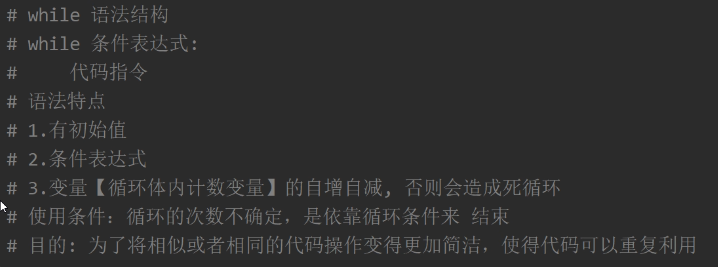 # while 语法结构
# while 条件表达式:
#     代码指令
# 语法特点
# 1.有初始值
# 2.条件表达式
# 3.变量【循环体内计数变量】的自增自减, 否则会造成死循环
# 使用条件: 循环的次数不确定, 是依靠循环条件来 结束
# 目的: 为了将相似或者相同的代码操作变得更加简洁, 使得代码可以重复利用